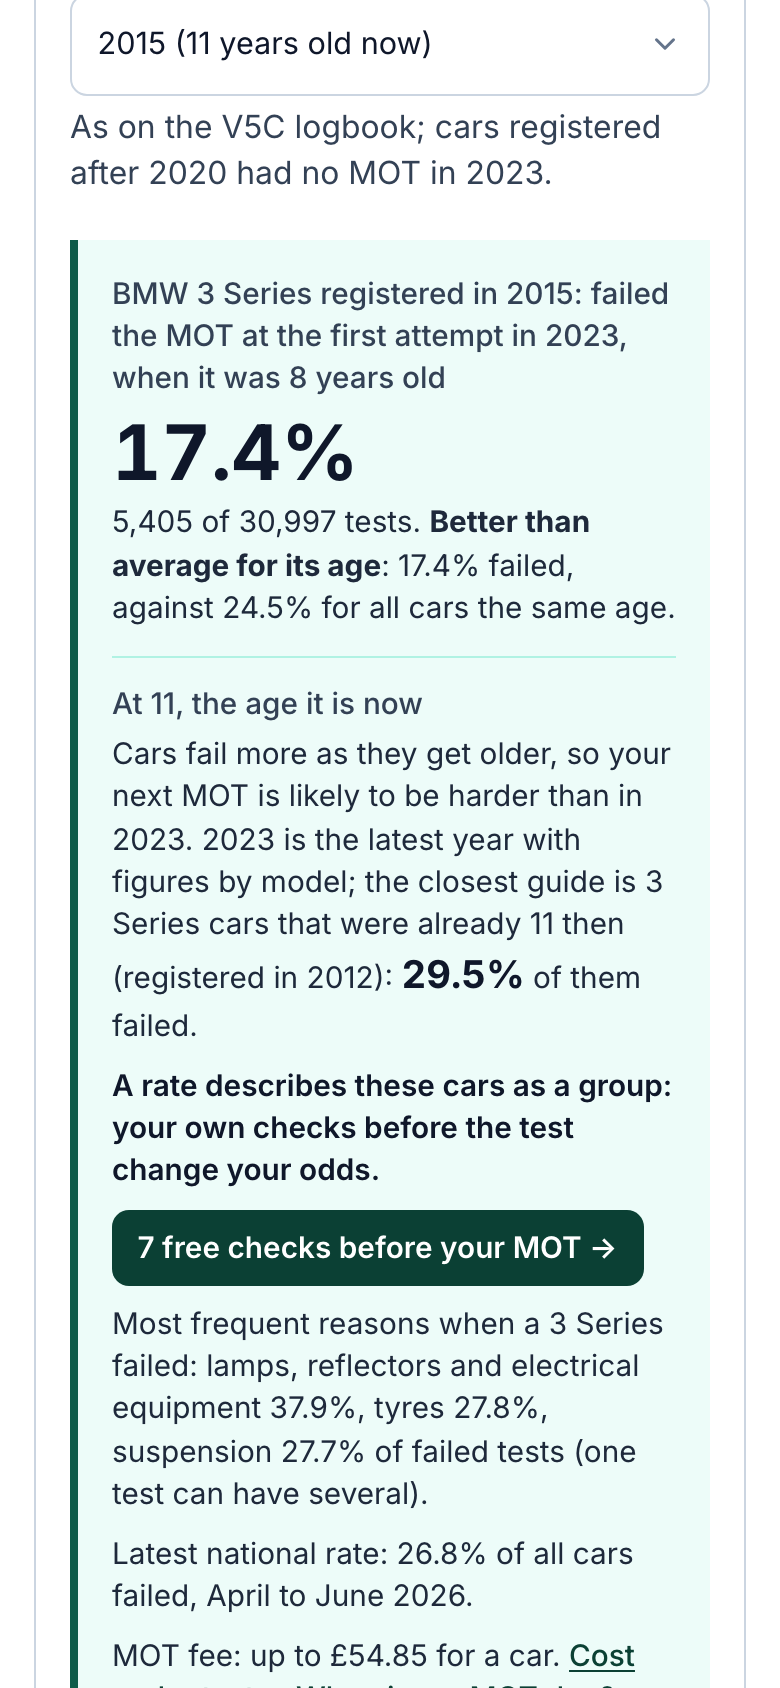 2015 (11 years old now)
As on the V5C logbook; cars registered
after 2020 had no MOT in 2023.
BMW 3 Series registered in 2015: failed
the MOT at the first attempt in 2023,
when it was 8 years old
17.4%
5,405 of 30,997 tests. Better than
average for its age: 17.4% failed,
against 24.5% for all cars the same age.
At 11, the age it is now
Cars fail more as they get older, so your
next MOT is likely to be harder than in
2023. 2023 is the latest year with
figures by model; the closest guide is 3
Series cars that were already 11 then
(registered in 2012): 29.5% of them
failed.
A rate describes these cars as a group:
your own checks before the test
change your odds.
7 free checks before your MOT →
Most frequent reasons when a 3 Series
failed: lamps, reflectors and electrical
equipment 37.9%, tyres 27.8%,
suspension 27.7% of failed tests (one
test can have several).
Latest national rate: 26.8% of all cars
failed, April to June 2026.
MOT fee: up to £54.85 for a car. Cost